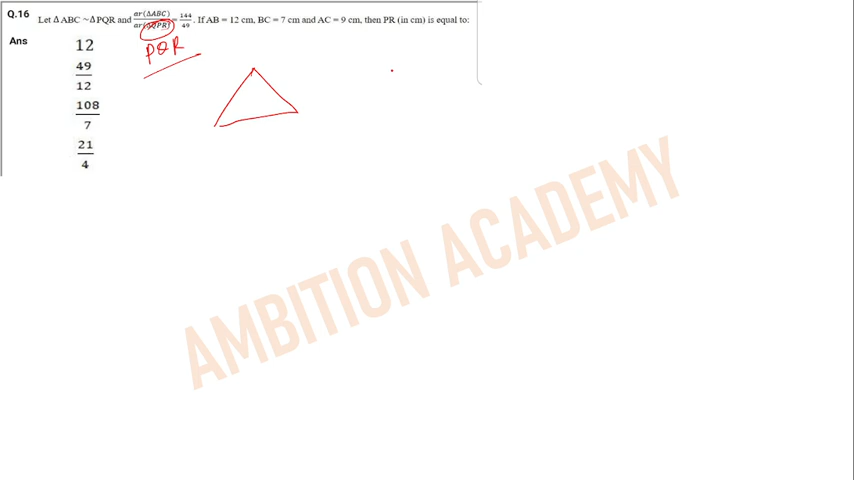 Q.16 Let Δ ABC ~Δ PQR and ar(ΔABC)/ar(ΔQPR) = 144/49. If AB = 12 cm, BC = 7 cm and AC = 9 cm, then PR (in cm) is equal to:
PQR
Ans 12
49/12
108/7
21/4
AMBITION ACADEMY